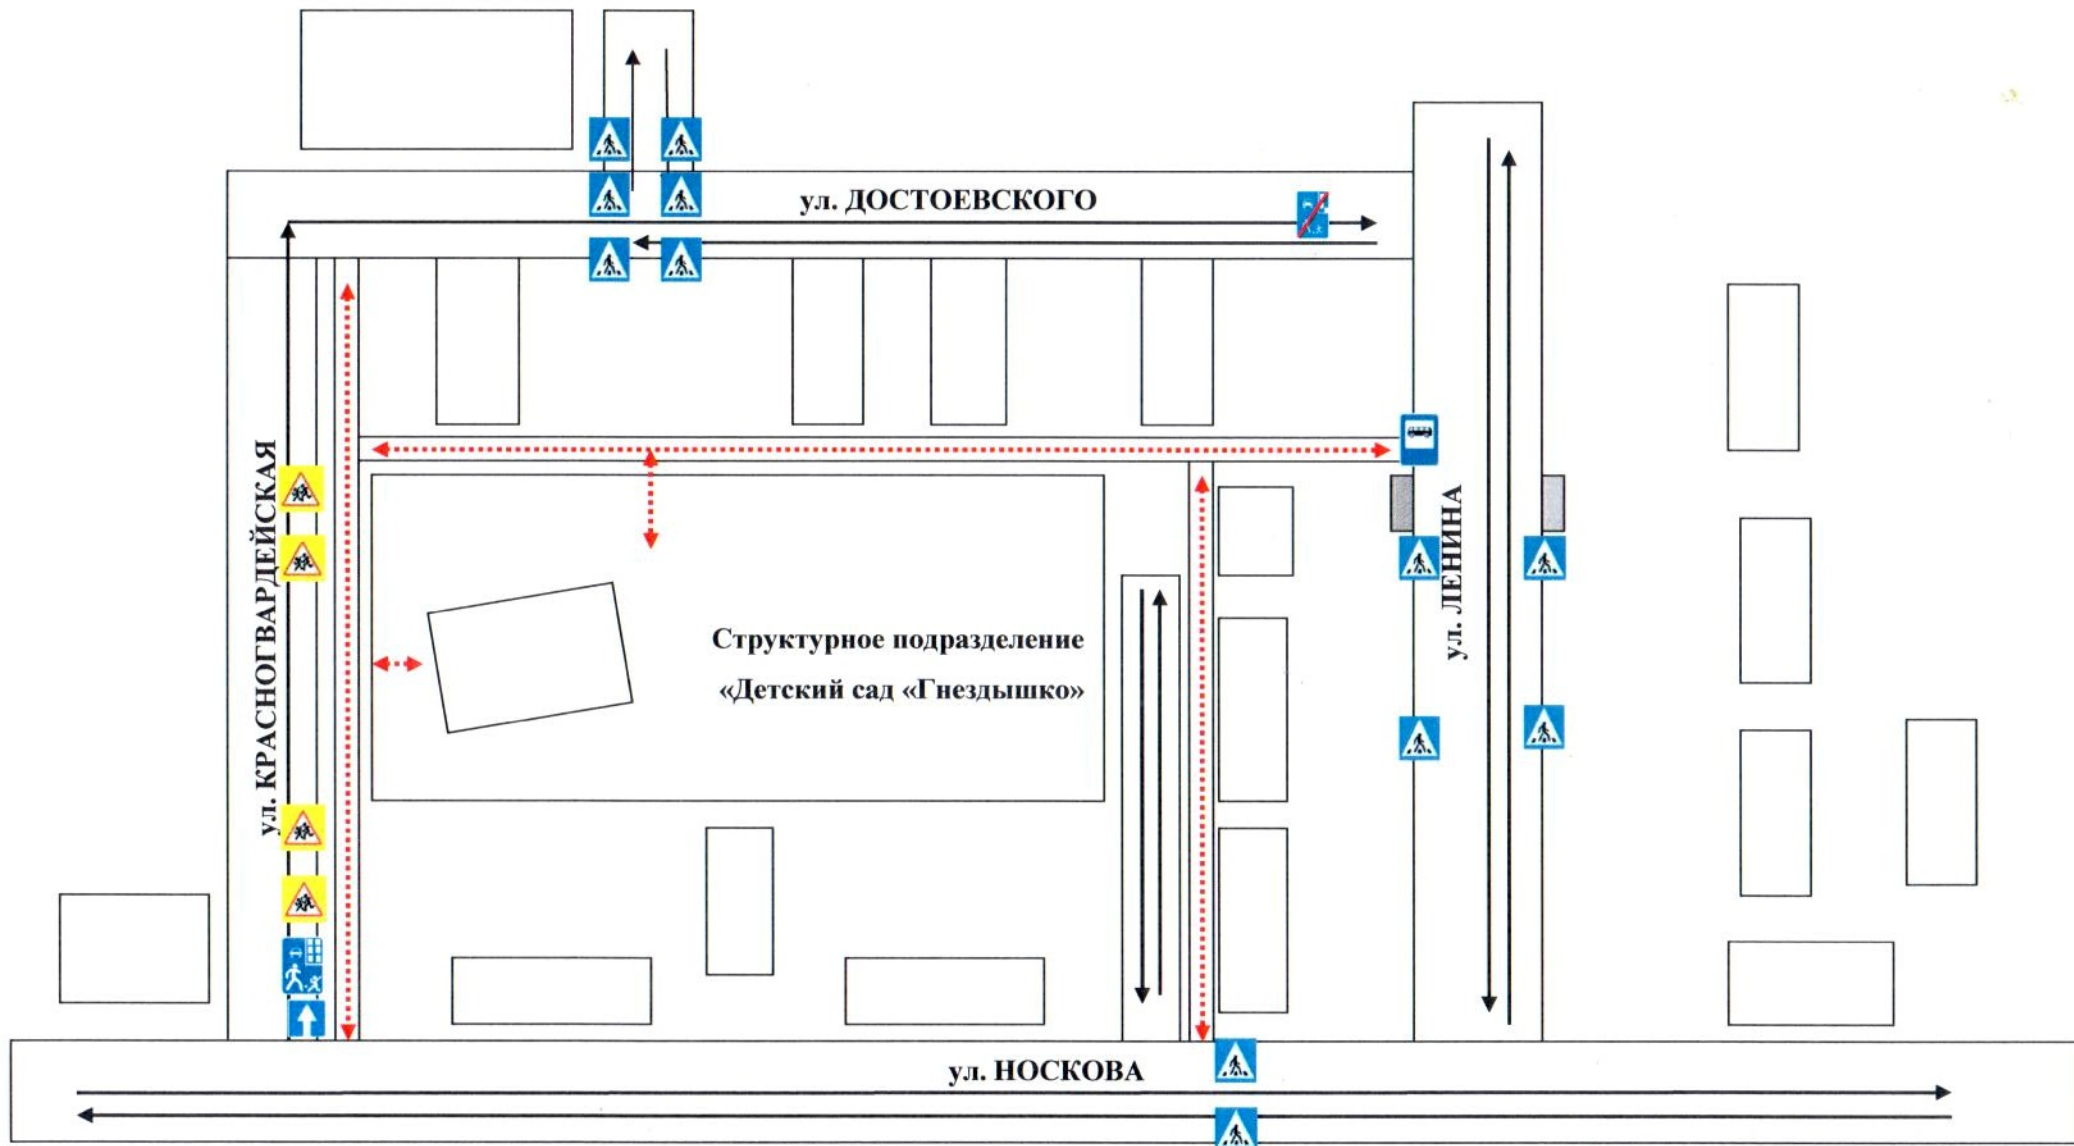 ул. ДОСТОЕВСКОГО
ул. КРАСНОГВАРДЕЙСКАЯ
ул. ЛЕНИНА
Структурное подразделение
«Детский сад «Гнездышко»
ул. НОСКОВА